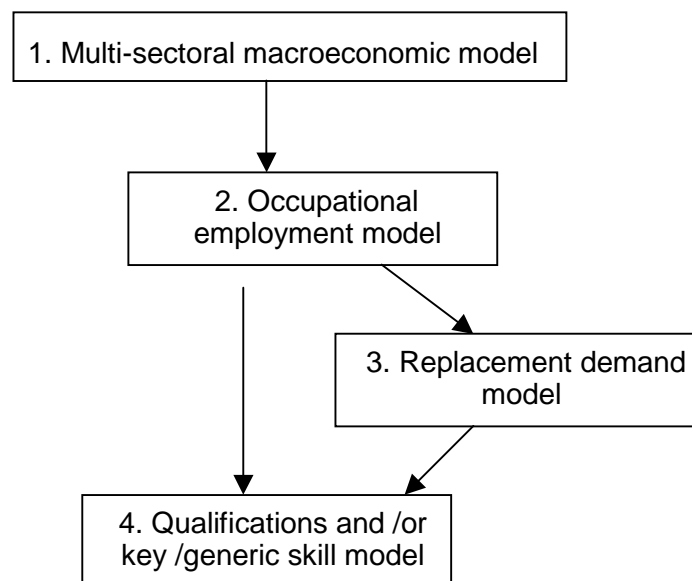 1. Multi-sectoral macroeconomic model
2. Occupational
employment model
3. Replacement demand
model
4. Qualifications and /or
key /generic skill model